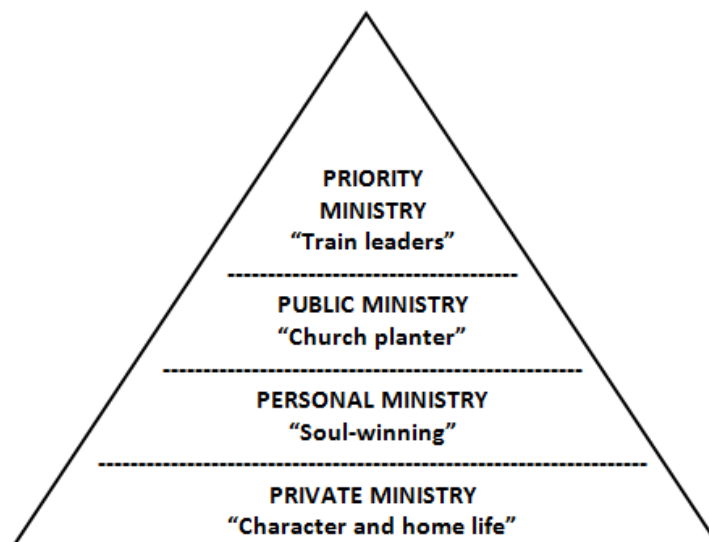 PRIORITY
MINISTRY
“Train leaders”
PUBLIC MINISTRY
“Church planter”
PERSONAL MINISTRY
“Soul-winning”
PRIVATE MINISTRY
“Character and home life”